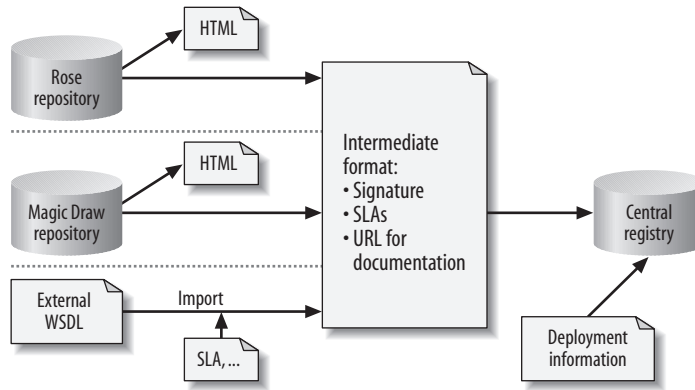 HTML
Rose
repository
HTML
Magic Draw
repository
External
WSDL
Import
SLA, ...
Intermediate
format:
• Signature
• SLAs
• URL for
documentation
Central
registry
Deployment
information